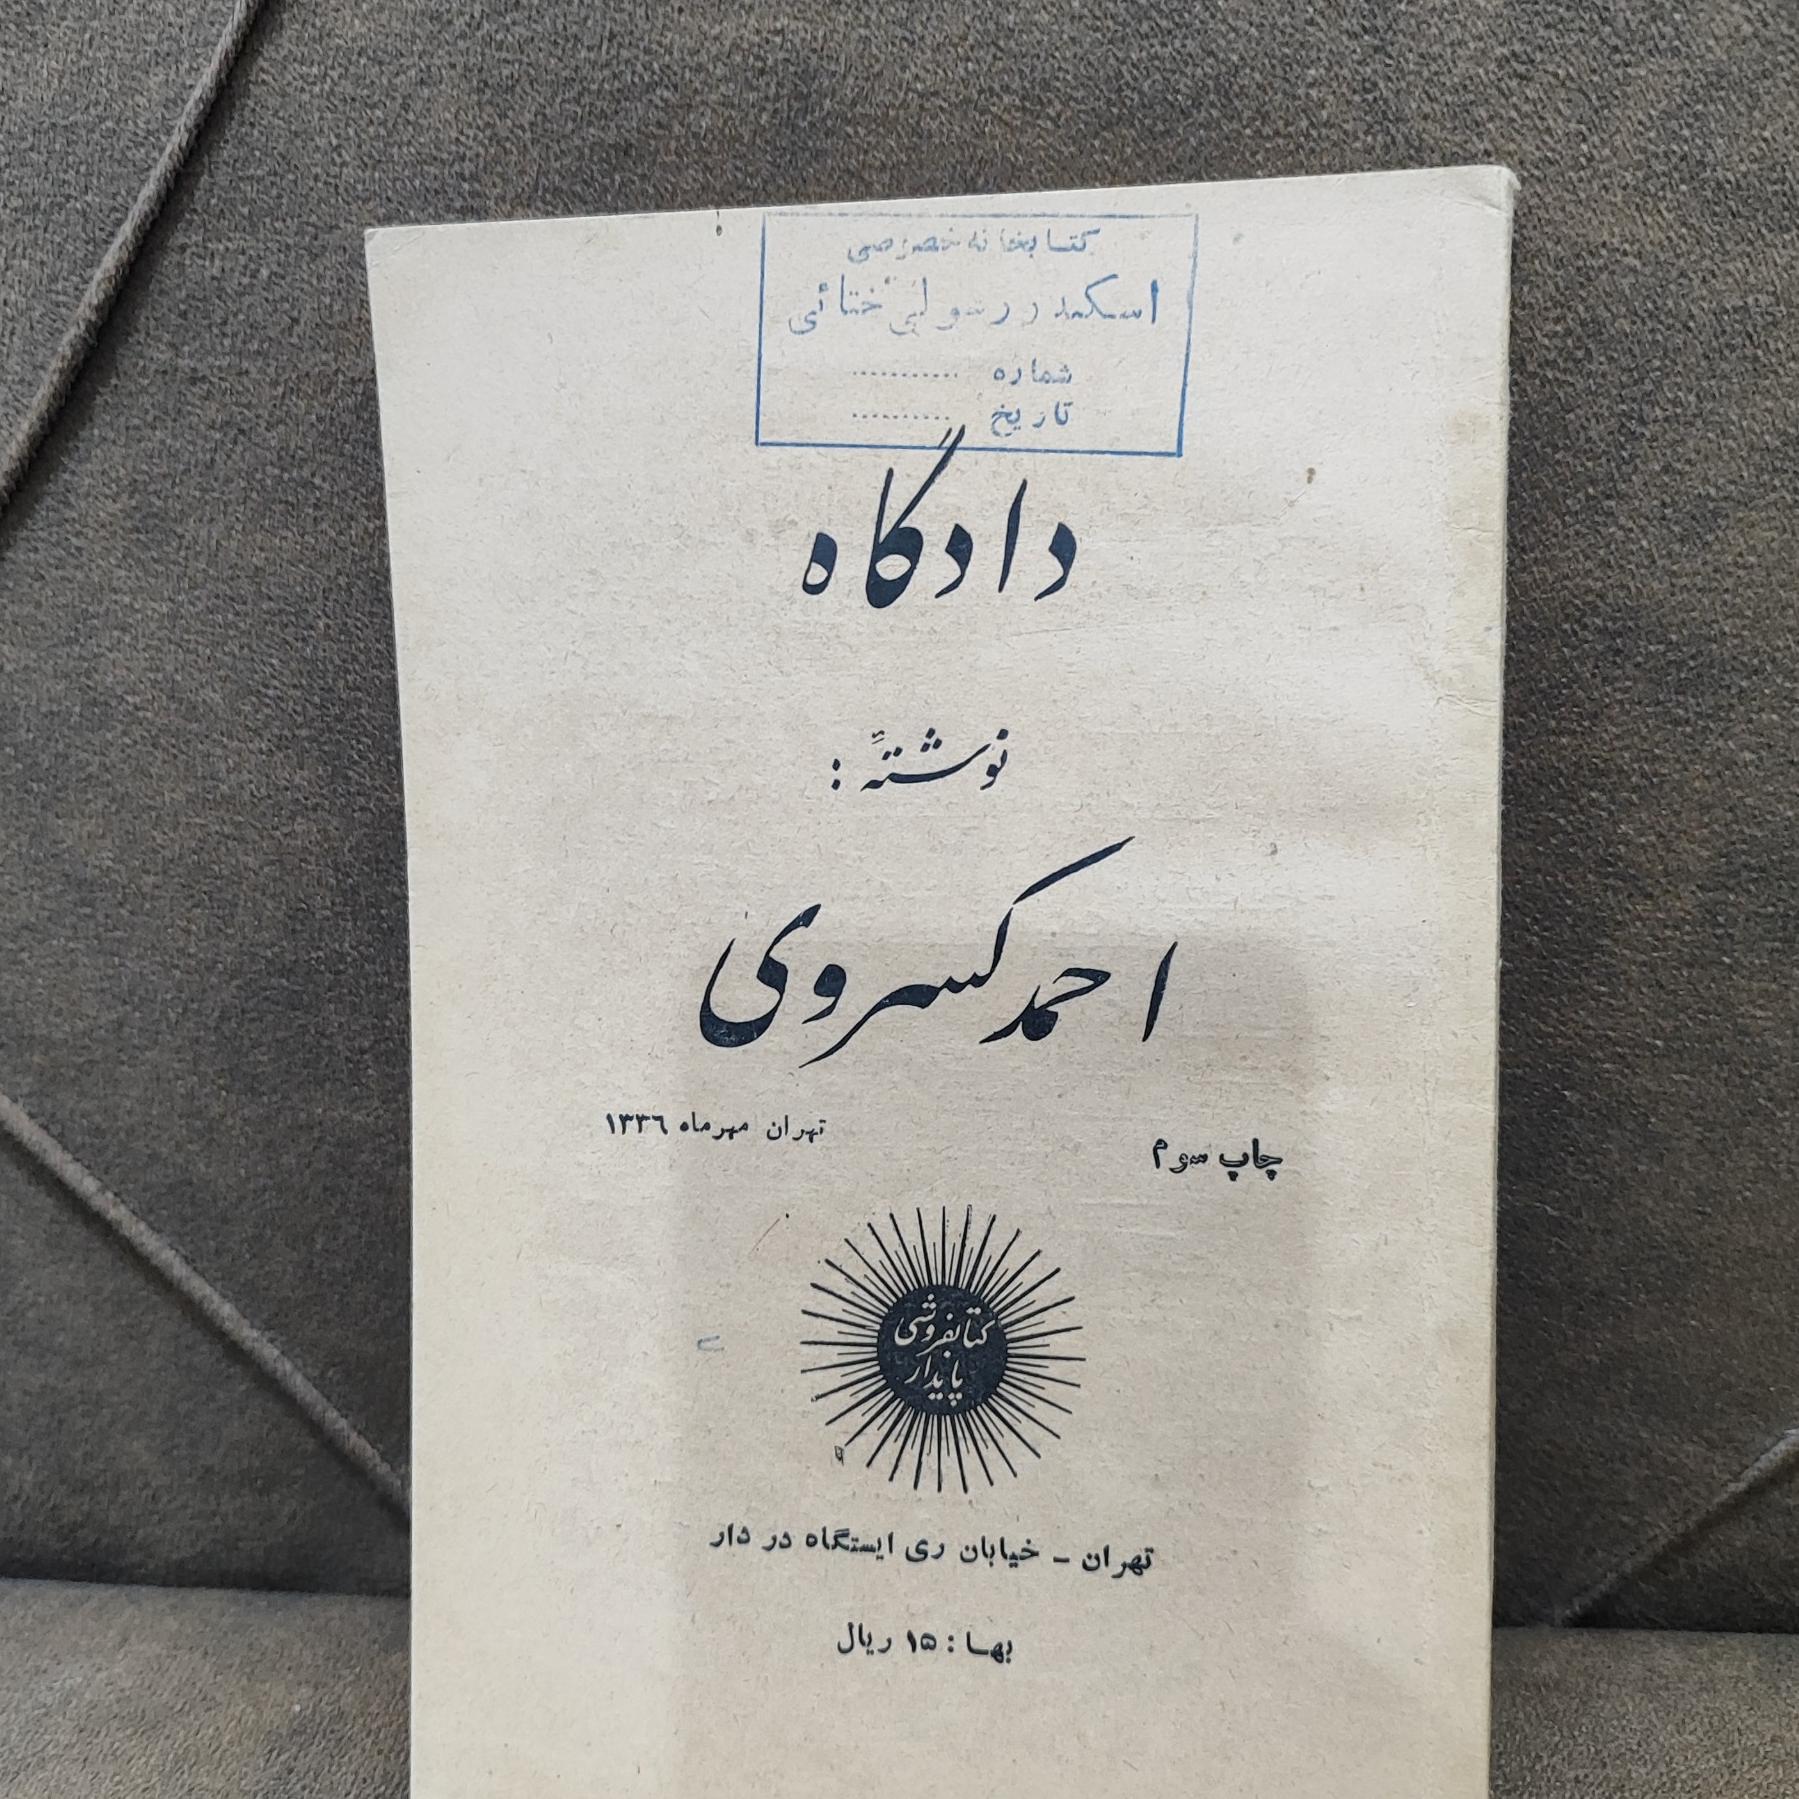 کتابخانه خصوصی
اسکندر رسولی ختائی
شماره ...........
تاریخ ..........
دادگاه
نوشتهٔ :
احمد کسروی
چاپ سوم
تهران مهرماه ۱۳۳۶
کتابفروشی
پایدار
تهران - خیابان ری ایستگاه در دار
بها : ۱۵ ریال